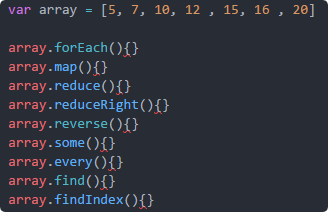 var array = [5, 7, 10, 12 , 15, 16 , 20]
array.forEach(){}
array.map(){}
array.reduce(){}
array.reduceRight(){}
array.reverse(){}
array.some(){}
array.every(){}
array.find(){}
array.findIndex(){}